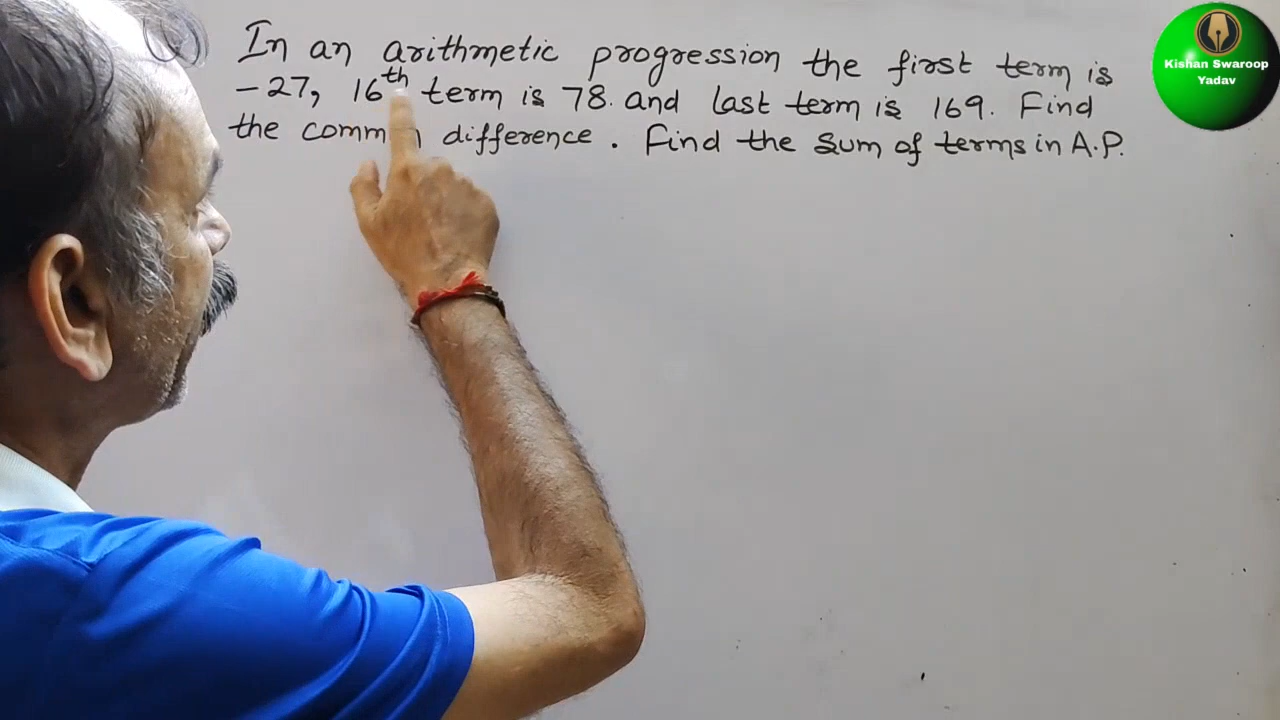 In an arithmetic progression the first term is
-27, 16th term is 78. and last term is 169. Find
the comm n difference. Find the sum of terms in A.P.
Kishan Swaroop
Yadav